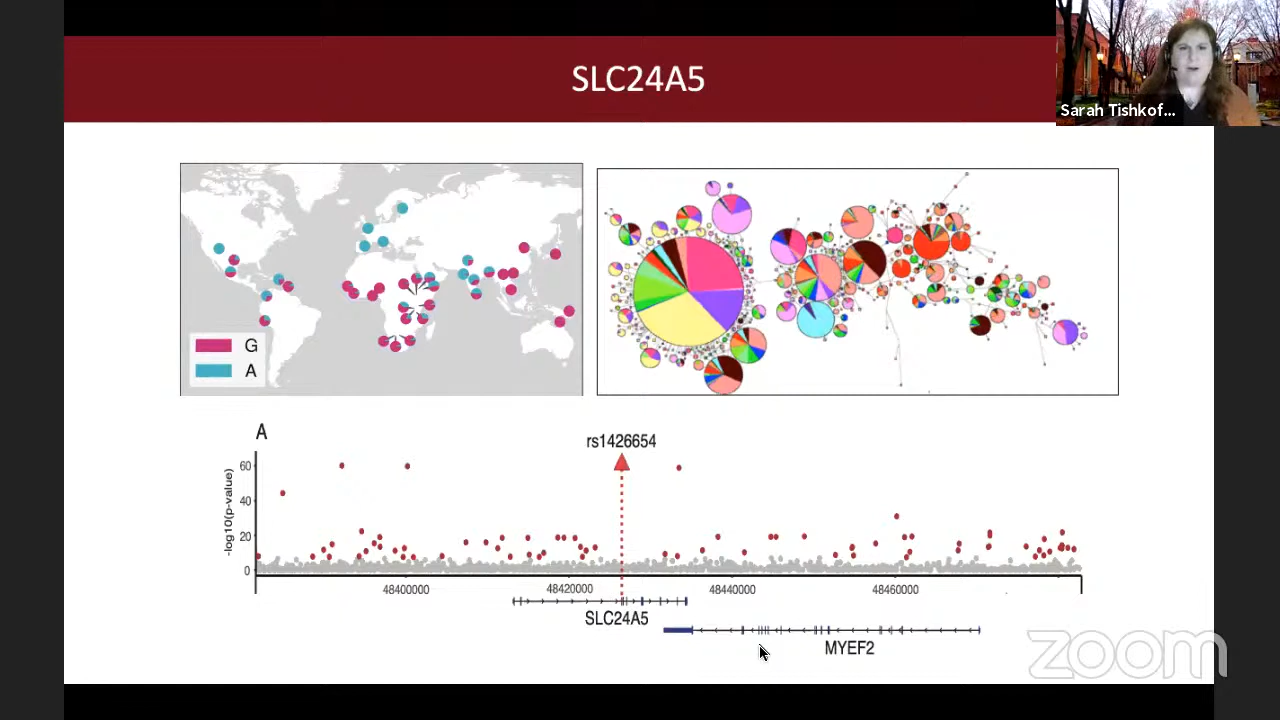 SLC24A5
Sarah Tishkof...
G
A
A
rs1426654
-log10(p-value)
60
40
20
0
48400000
48420000
48440000
48460000
SLC24A5
MYEF2
zoom